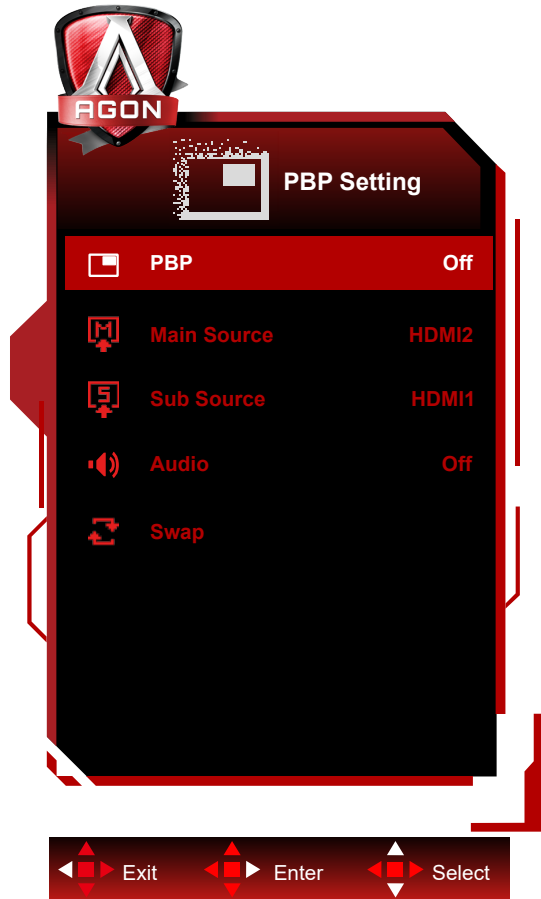 AGON
PBP Setting
PBP Off
Main Source HDMI2
Sub Source HDMI1
Audio Off
Swap
Exit Enter Select